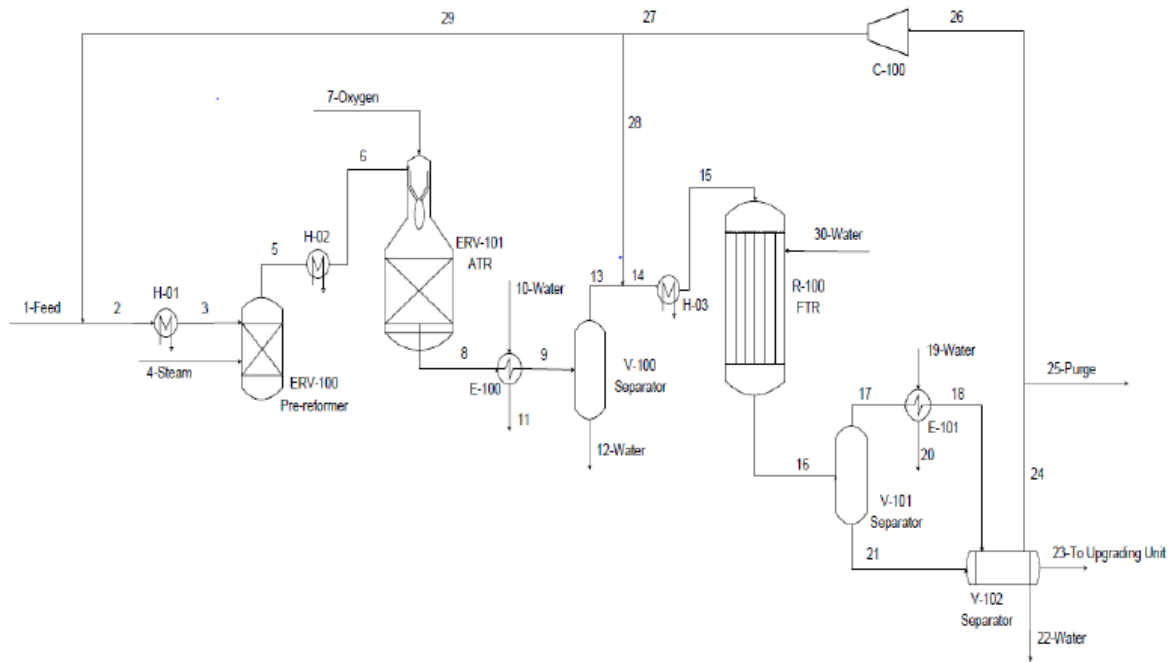 29
27
26
C-100
7-Oxygen
28
6
15
5
H-02
ERV-101
ATR
30-Water
10-Water
13
14
H-03
R-100
FTR
1-Feed
2
H-01
3
4-Steam
ERV-100
Pre-reformer
8
E-100
9
V-100
Separator
19-Water
25-Purge
11
12-Water
17
18
E-101
20
16
24
V-101
Separator
21
23-To Upgrading Unit
V-102
Separator
22-Water